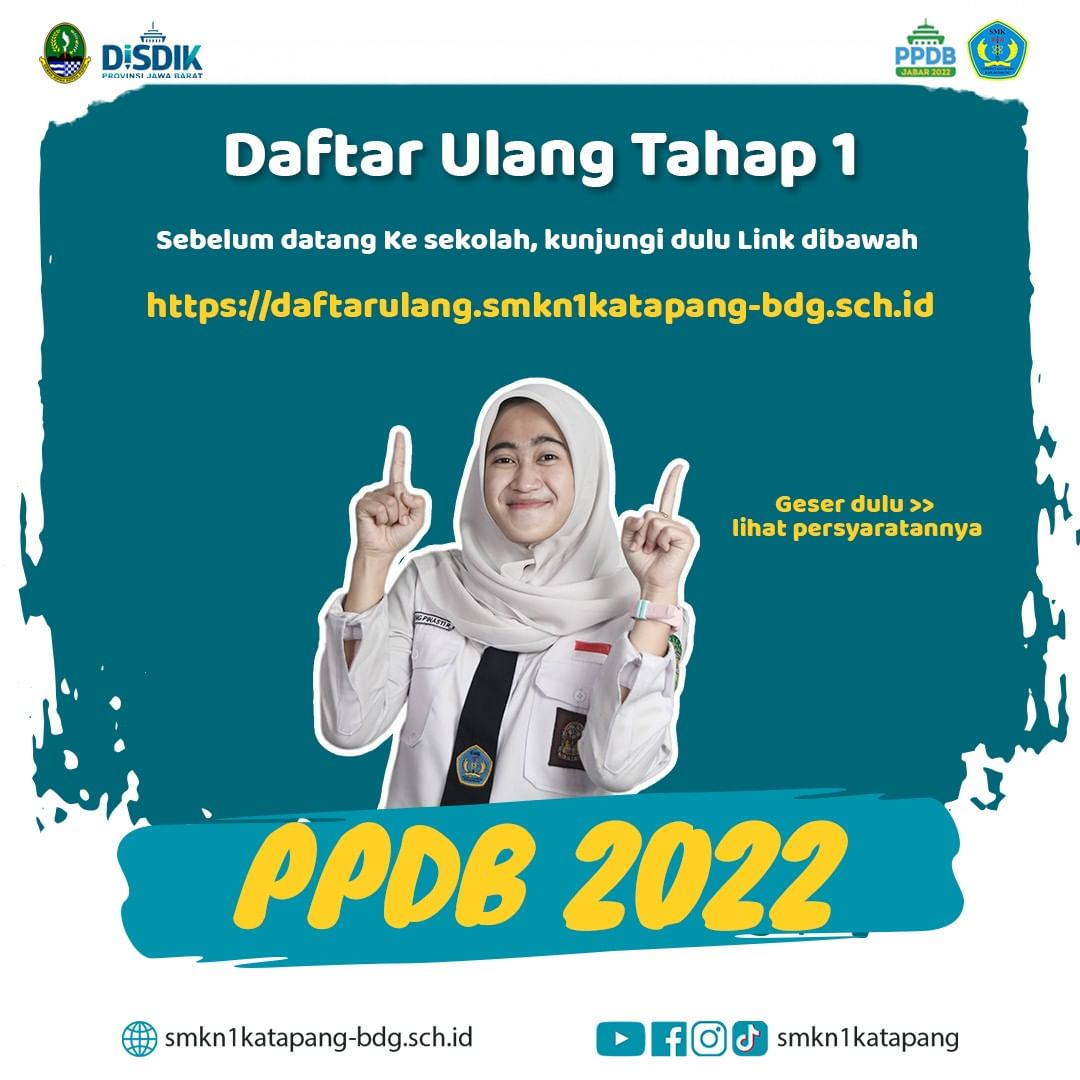 DISDIK
PROVINSI JAWA BARAT
PPDB
JABAR 2022
SMK
Daftar Ulang Tahap 1
Sebelum datang Ke sekolah, kunjungi dulu Link dibawah
https://daftarulang.smkn1katapang-bdg.sch.id
Geser dulu >>
lihat persyaratannya
PPDB 2022
smkn1katapang-bdg.sch.id
smkn1katapang